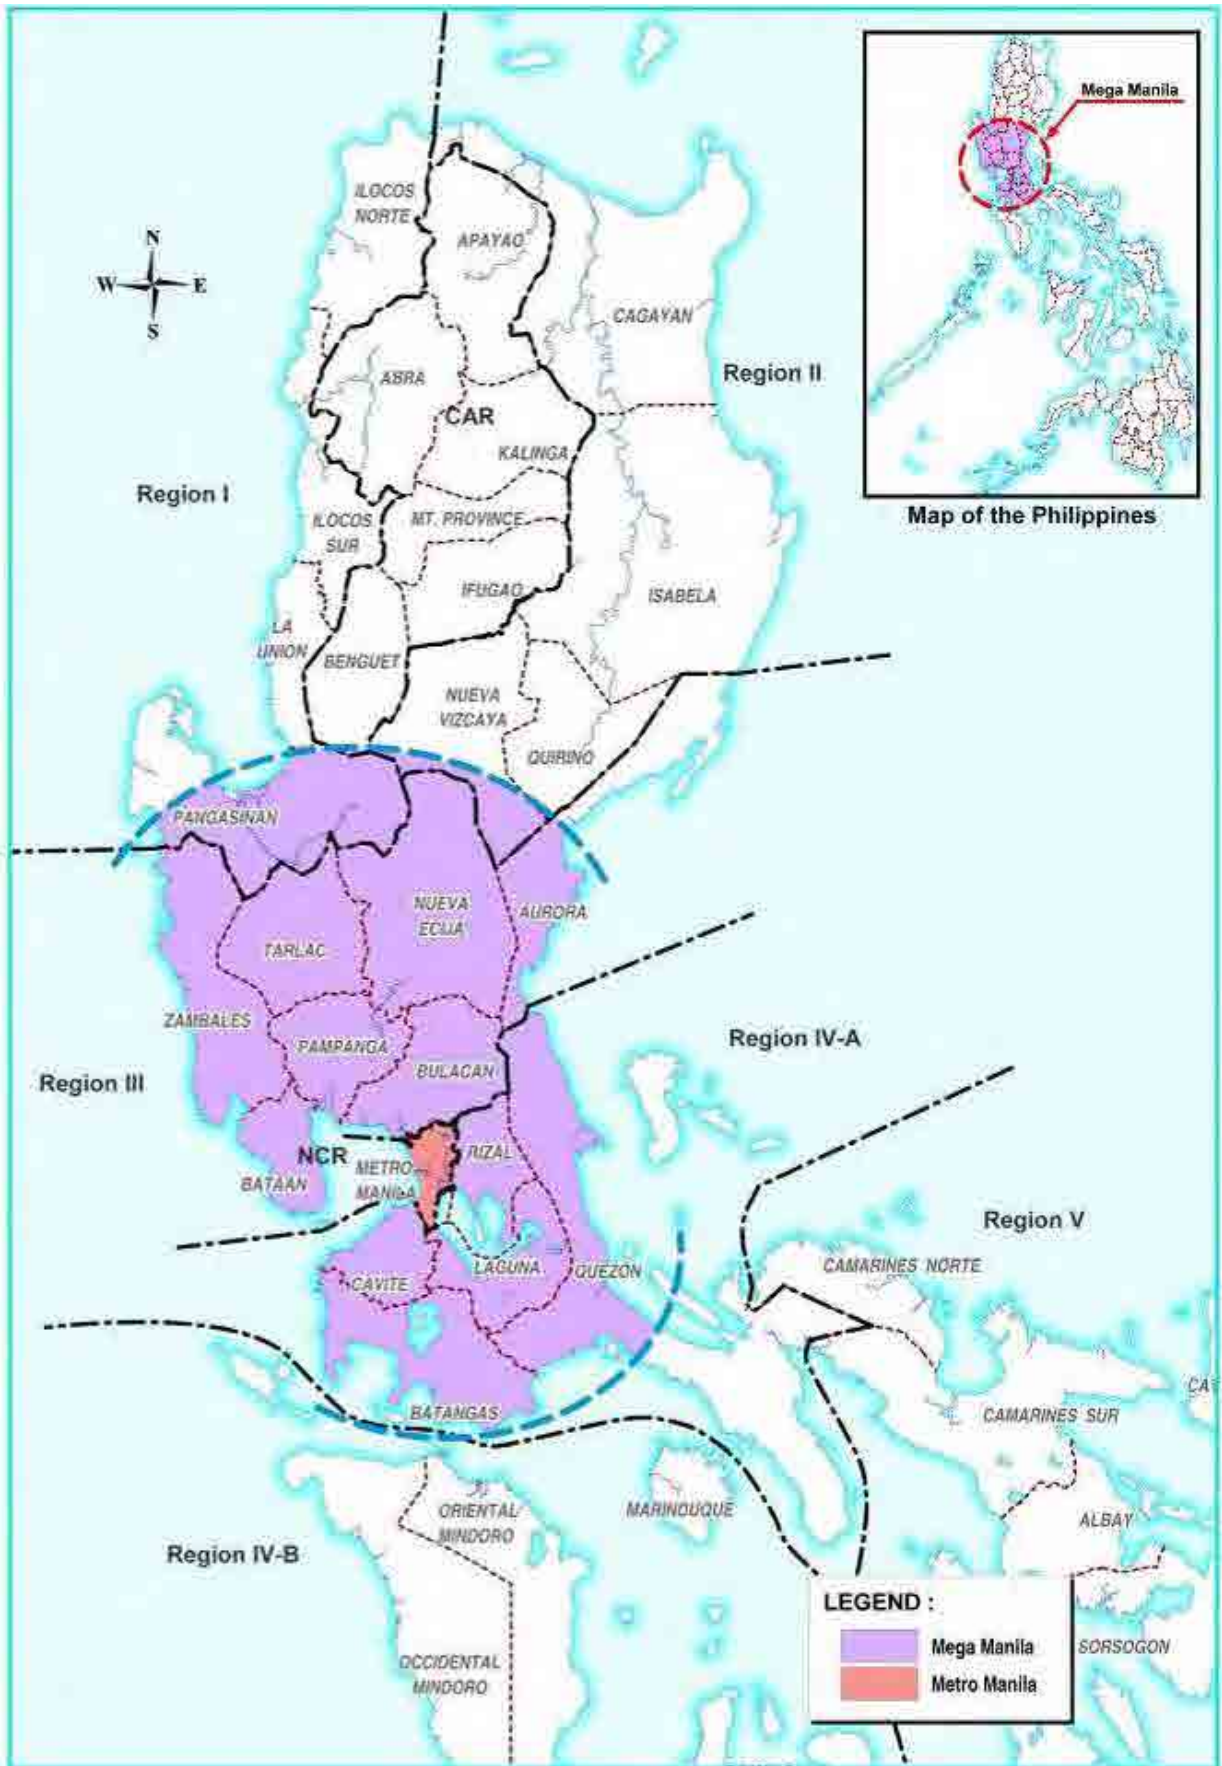 Mega Manila
Map of the Philippines
N
W
E
S
ILOCOS
NORTE
APAYAO
CAGAYAN
Region II
ABRA
CAR
KALINGA
Region I
ILOCOS
SUR
MT. PROVINCE
IFUGAO
ISABELA
LA
UNION
BENGUET
NUEVA
VIZCAYA
QUIRINO
PANGASINAN
NUEVA
ECIJA
AURORA
TARLAC
ZAMBALES
PAMPANGA
BULACAN
Region IV-A
Region III
NCR
METRO
MANILA
RIZAL
BATAAN
Region V
CAVITE
LAGUNA
QUEZON
CAMARINES NORTE
CA
BATANGAS
CAMARINES SUR
ORIENTAL
MINDORO
MARINDUQUE
ALBAY
Region IV-B
OCCIDENTAL
MINDORO
SORSOGON
LEGEND :
Mega Manila
Metro Manila